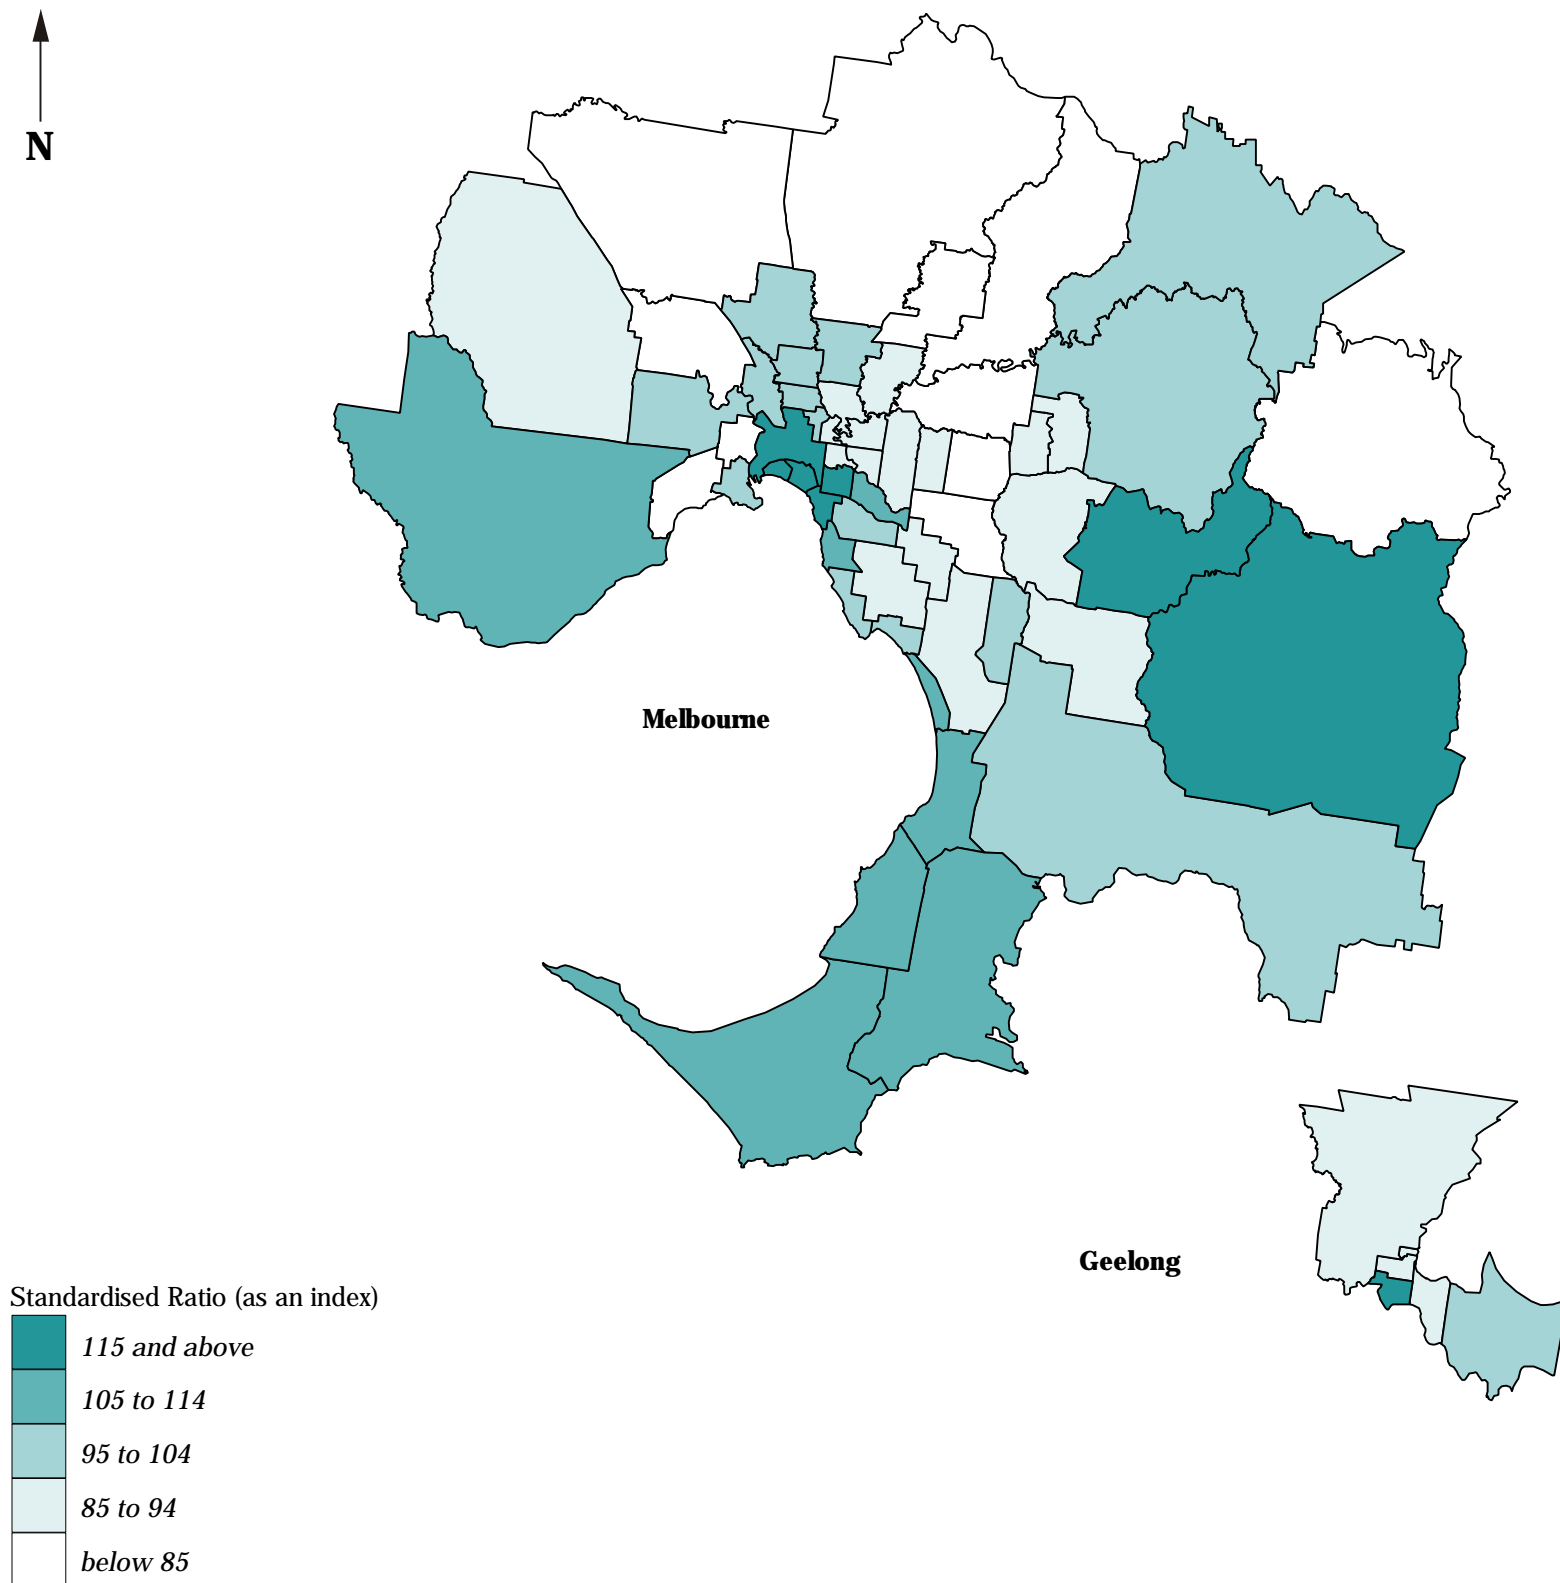 N
Melbourne
Geelong
Standardised Ratio (as an index)
115 and above
105 to 114
95 to 104
85 to 94
below 85